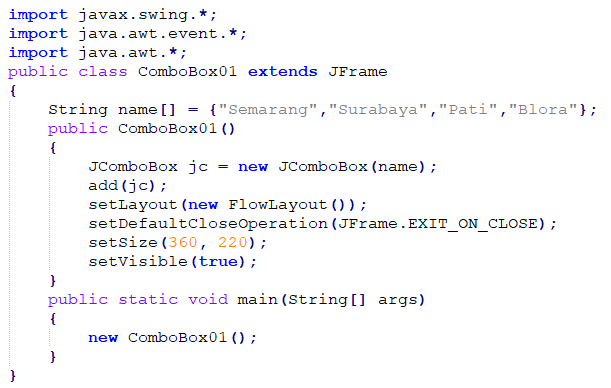 import javax.swing.*;
import java.awt.event.*;
import java.awt.*;
public class ComboBox01 extends JFrame
{
    String name[] = {"Semarang","Surabaya","Pati","Blora"};
    public ComboBox01()
    {
        JComboBox jc = new JComboBox(name);
        add(jc);
        setLayout(new FlowLayout());
        setDefaultCloseOperation(JFrame.EXIT_ON_CLOSE);
        setSize(360, 220);
        setVisible(true);
    }
    public static void main(String[] args)
    {
        new ComboBox01();
    }
}